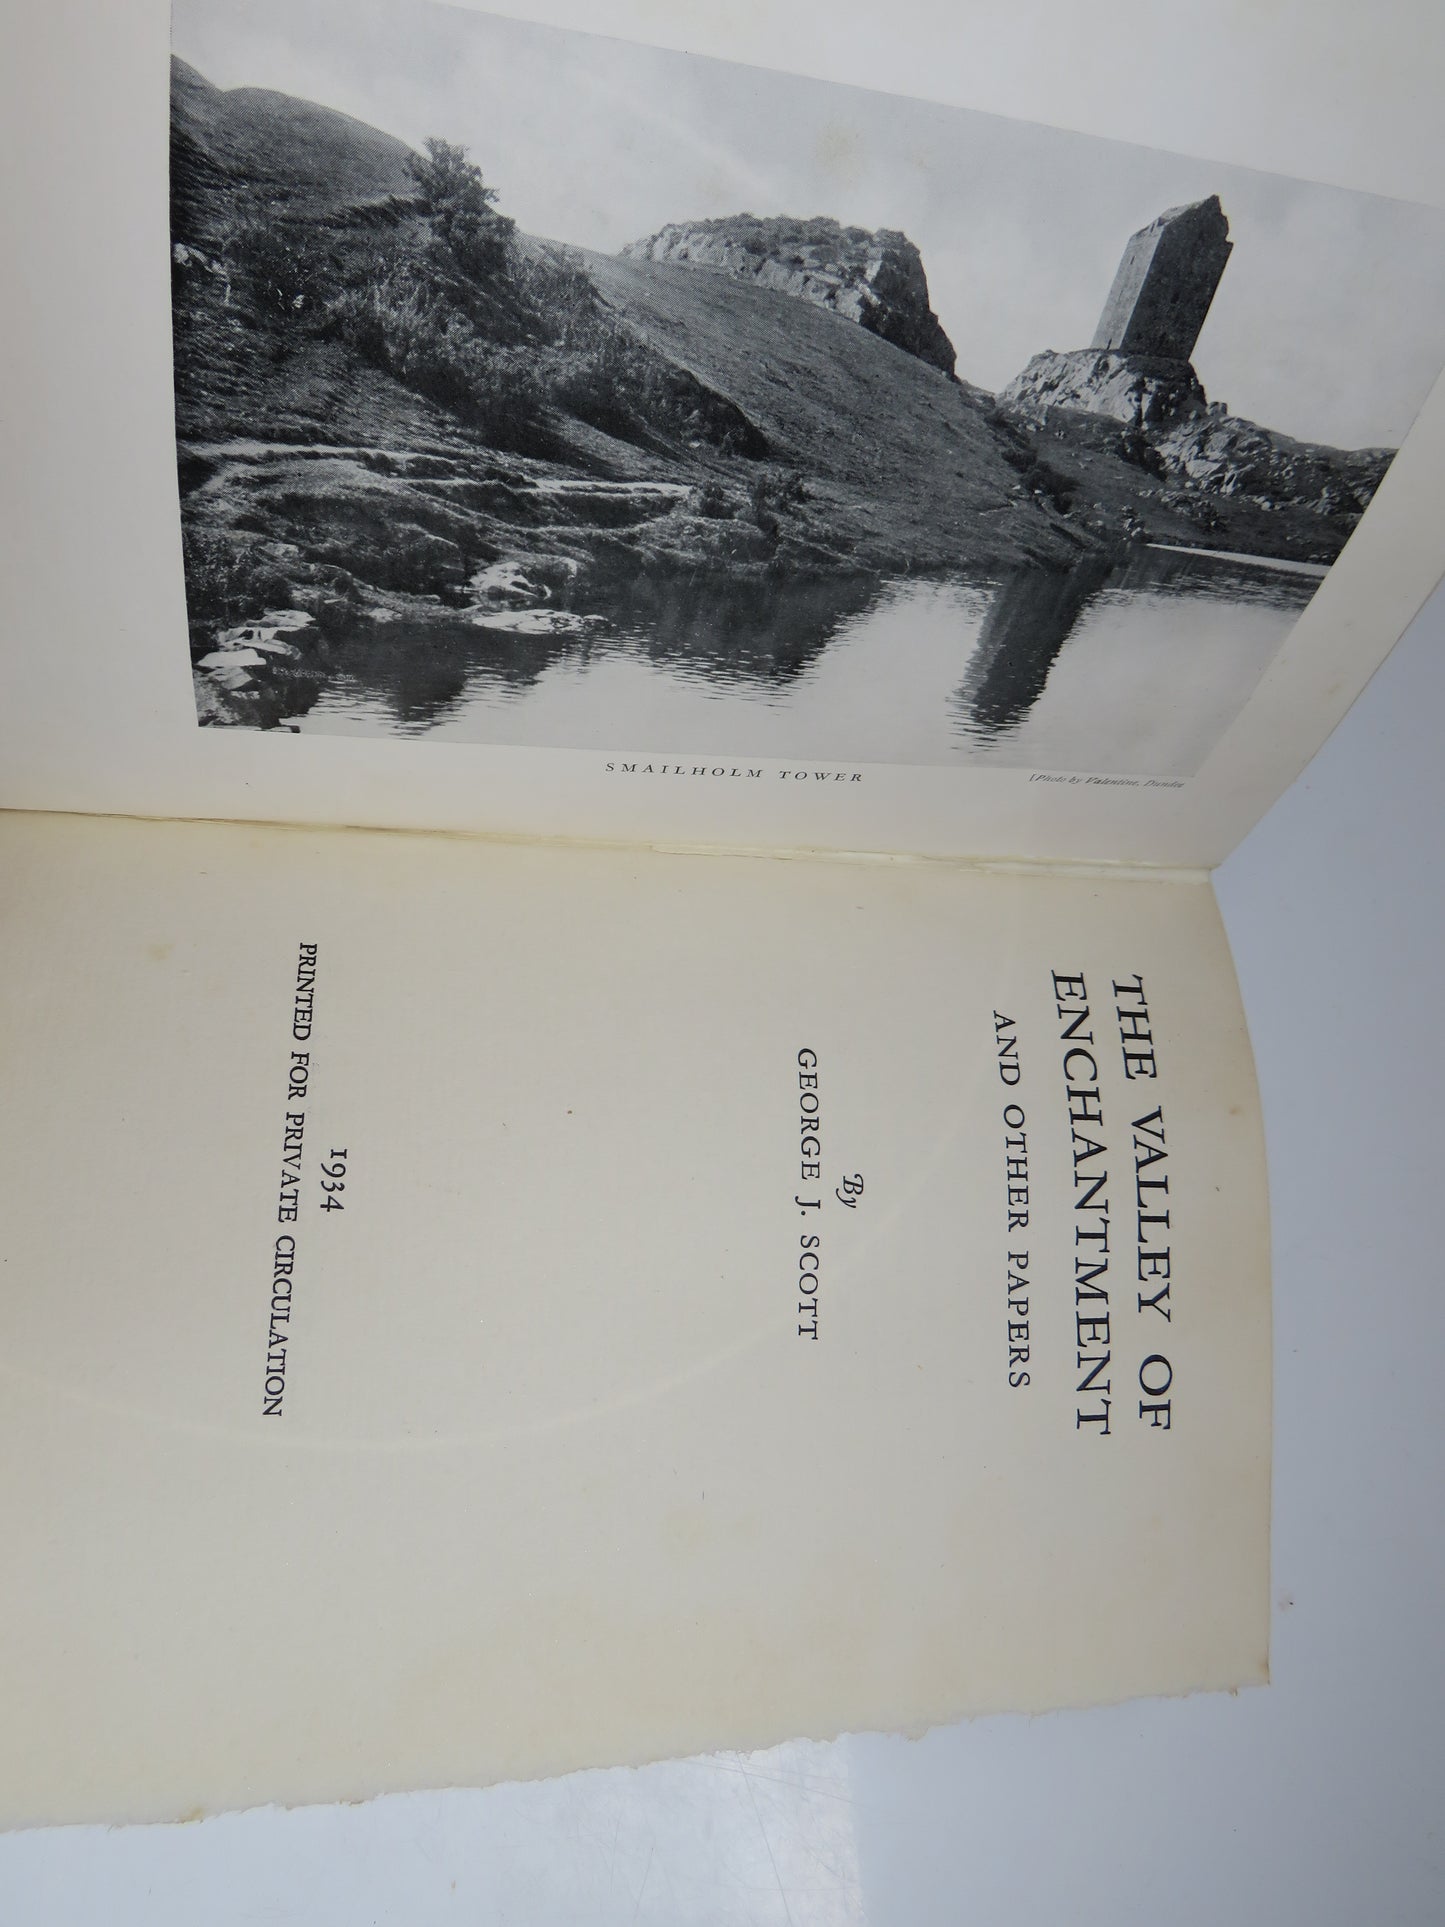 SMAILHOLM TOWER
[Photo by Valentine, Dundee
THE VALLEY OF
ENCHANTMENT
AND OTHER PAPERS
By
GEORGE J. SCOTT
1934
PRINTED FOR PRIVATE CIRCULATION